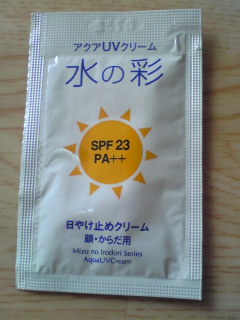 アクアUVクリーム
水の彩
SPF 23
PA++
日やけ止めクリーム
顔・からだ用
Mizu no Irodori Series
AquaUVCream